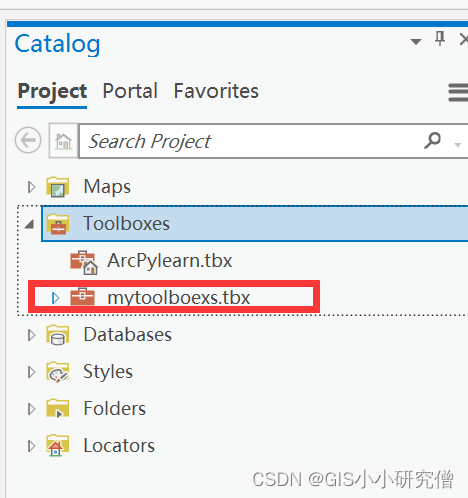 Catalog
Project Portal Favorites
Search Project
Maps
Toolboxes
ArcPylearn.tbx
mytoolboexs.tbx
Databases
Styles
Folders
Locators
CSDN @GIS小小研究僧